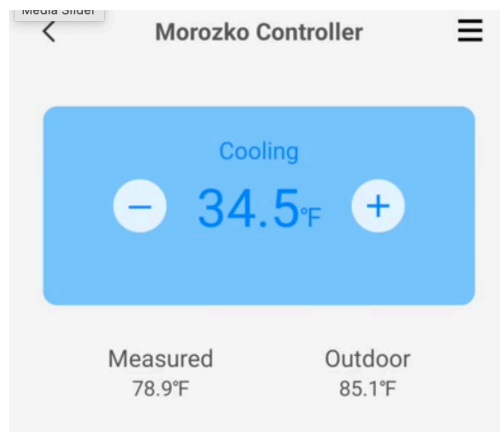 Media Slider
Morozko Controller
Cooling
− 34.5°F +
Measured Outdoor
78.9°F 85.1°F